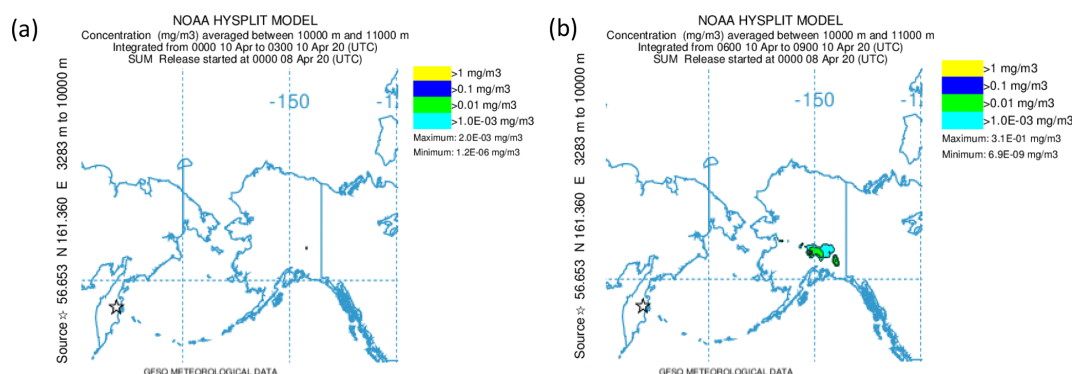 (a)
NOAA HYSPLIT MODEL
Concentration (mg/m3) averaged between 10000 m and 11000 m
Integrated from 0000 10 Apr to 0300 10 Apr 20 (UTC)
SUM Release started at 0000 08 Apr 20 (UTC)
Source ☆ 56.653 N 161.360 E 3283 m to 10000 m
-150
>1 mg/m3
>0.1 mg/m3
>0.01 mg/m3
>1.0E-03 mg/m3
Maximum: 2.0E-03 mg/m3
Minimum: 1.2E-06 mg/m3
GFSQ METEOROLOGICAL DATA
(b)
NOAA HYSPLIT MODEL
Concentration (mg/m3) averaged between 10000 m and 11000 m
Integrated from 0600 10 Apr to 0900 10 Apr 20 (UTC)
SUM Release started at 0000 08 Apr 20 (UTC)
Source ☆ 56.653 N 161.360 E 3283 m to 10000 m
-150
>1 mg/m3
>0.1 mg/m3
>0.01 mg/m3
>1.0E-03 mg/m3
Maximum: 3.1E-01 mg/m3
Minimum: 6.9E-09 mg/m3
GFSQ METEOROLOGICAL DATA